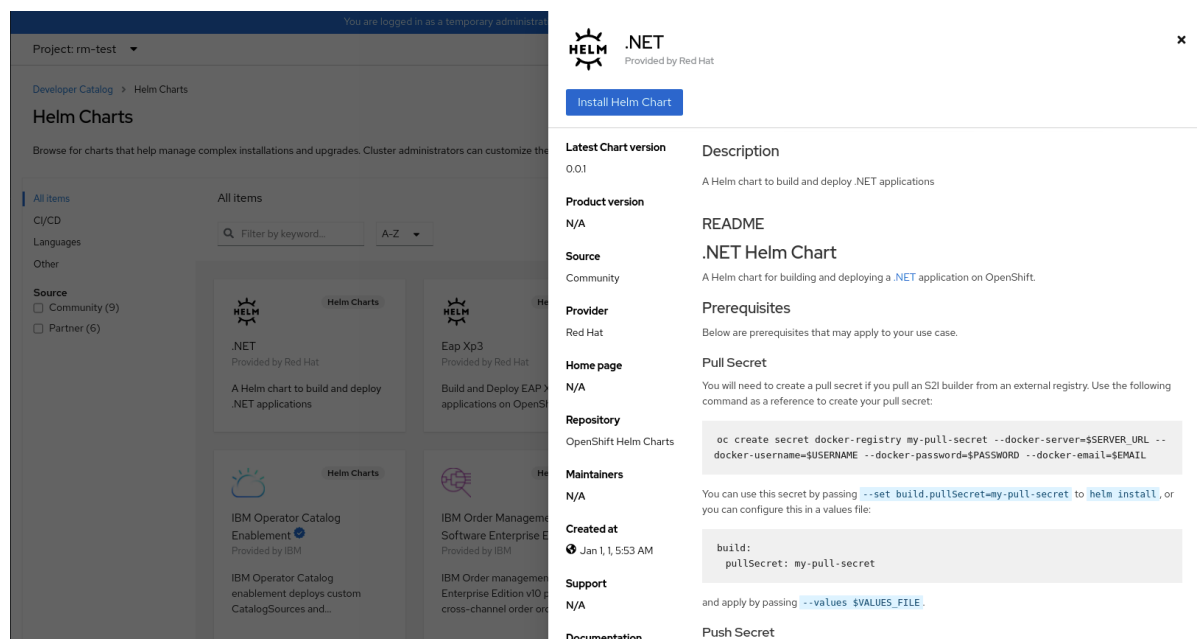 You are logged in as a temporary administrat
Project: rm-test
Developer Catalog > Helm Charts
Helm Charts
Browse for charts that help manage complex installations and upgrades. Cluster administrators can customize the
All items
CI/CD
Languages
Other
Source
Community (9)
Partner (6)
All items
Filter by keyword...
A-Z
HELM
Helm Charts
.NET
Provided by Red Hat
A Helm chart to build and deploy
.NET applications
HELM
He
Eap Xp3
Provided by Red Hat
Build and Deploy EAP X
applications on OpenSh
Helm Charts
IBM Operator Catalog
Enablement
Provided by IBM
IBM Operator Catalog
enablement deploys custom
CatalogSources and...
He
IBM Order Manageme
Software Enterprise E
Provided by IBM
IBM Order managemen
Enterprise Edition v10 p
cross-channel order orc
HELM
.NET
Provided by Red Hat
Install Helm Chart
Latest Chart version
0.0.1
Product version
N/A
Source
Community
Provider
Red Hat
Home page
N/A
Repository
OpenShift Helm Charts
Maintainers
N/A
Created at
Jan 1, 1, 5:53 AM
Support
N/A
Documentation
Description
A Helm chart to build and deploy .NET applications
README
.NET Helm Chart
A Helm chart for building and deploying a .NET application on OpenShift.
Prerequisites
Below are prerequisites that may apply to your use case.
Pull Secret
You will need to create a pull secret if you pull an S2I builder from an external registry. Use the following
command as a reference to create your pull secret:
oc create secret docker-registry my-pull-secret --docker-server=$SERVER_URL --
docker-username=$USERNAME --docker-password=$PASSWORD --docker-email=$EMAIL
You can use this secret by passing --set build.pullSecret=my-pull-secret to helm install, or
you can configure this in a values file:
build:
pullSecret: my-pull-secret
and apply by passing --values $VALUES_FILE.
Push Secret